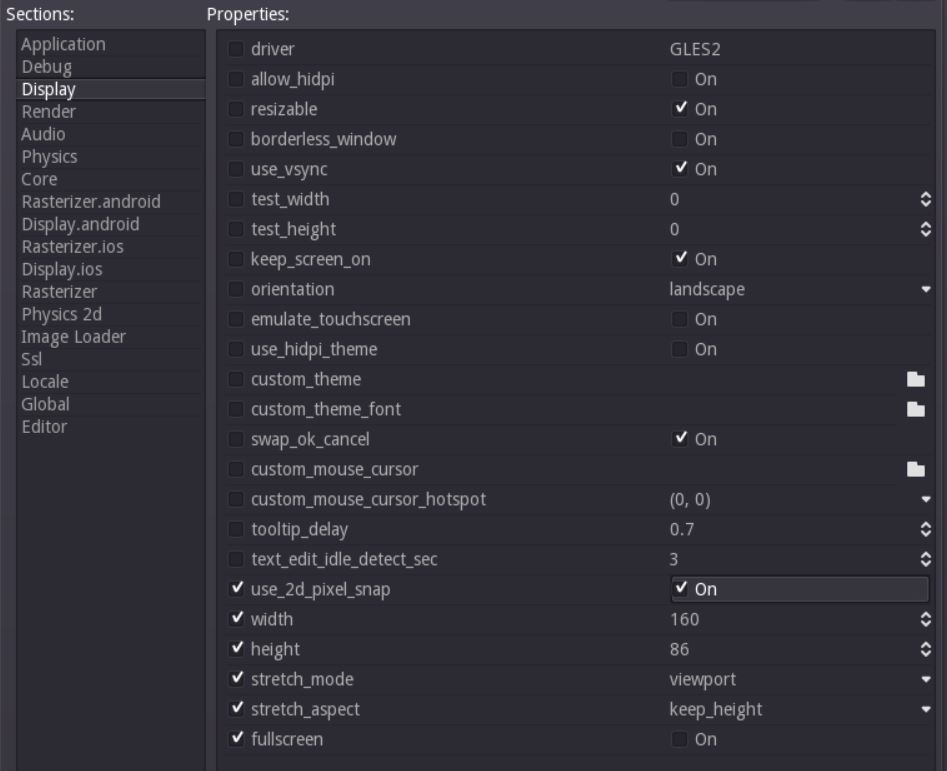 Sections:
Properties:
Application
Debug
Display
Render
Audio
Physics
Core
Rasterizer.android
Display.android
Rasterizer.ios
Display.ios
Rasterizer
Physics 2d
Image Loader
Ssl
Locale
Global
Editor
driver GLES2
allow_hidpi On
resizable On
borderless_window On
use_vsync On
test_width 0
test_height 0
keep_screen_on On
orientation landscape
emulate_touchscreen On
use_hidpi_theme On
custom_theme
custom_theme_font
swap_ok_cancel On
custom_mouse_cursor
custom_mouse_cursor_hotspot (0, 0)
tooltip_delay 0.7
text_edit_idle_detect_sec 3
use_2d_pixel_snap On
width 160
height 86
stretch_mode viewport
stretch_aspect keep_height
fullscreen On